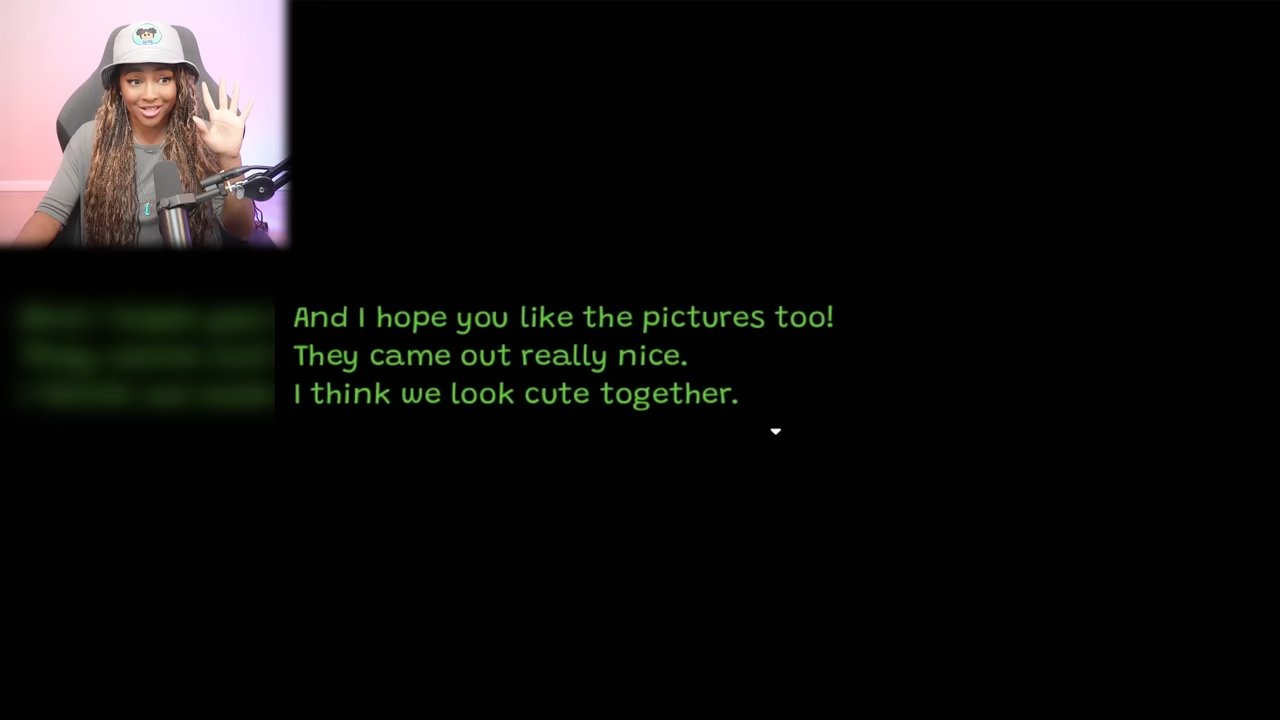 And I hope you like the pictures too!
They came out really nice.
I think we look cute together.